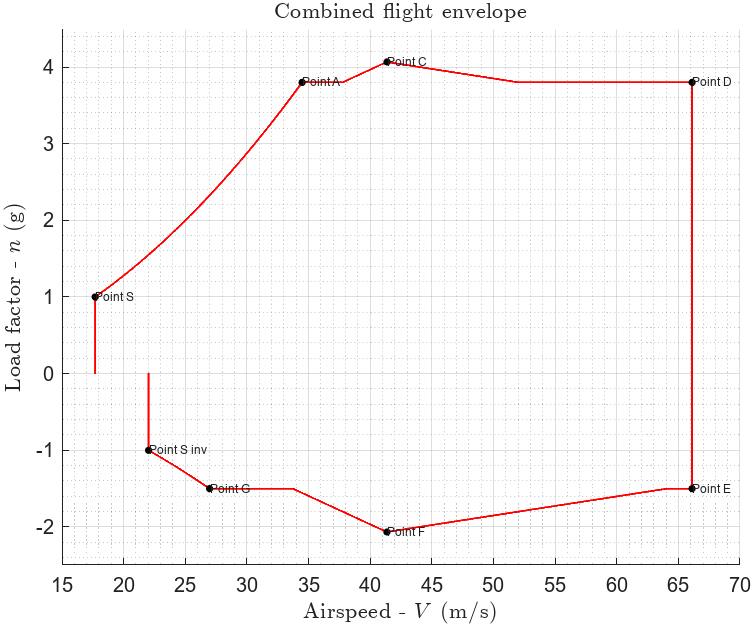 Combined flight envelope
Load factor - n (g)
4
3
2
1
0
-1
-2
Point C
Point A
Point D
Point S
Point S inv
Point G
Point E
Point F
15 20 25 30 35 40 45 50 55 60 65 70
Airspeed - V (m/s)